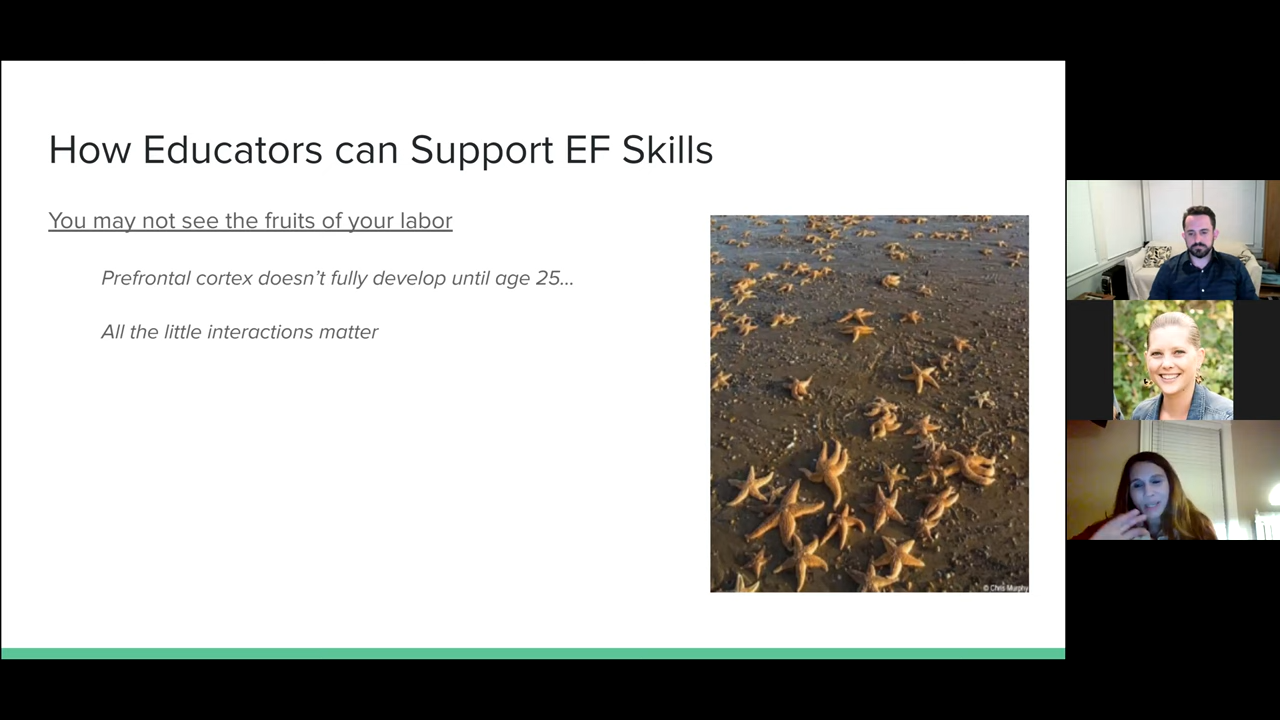 How Educators can Support EF Skills
You may not see the fruits of your labor
Prefrontal cortex doesn’t fully develop until age 25...
All the little interactions matter
© Chris Murphy